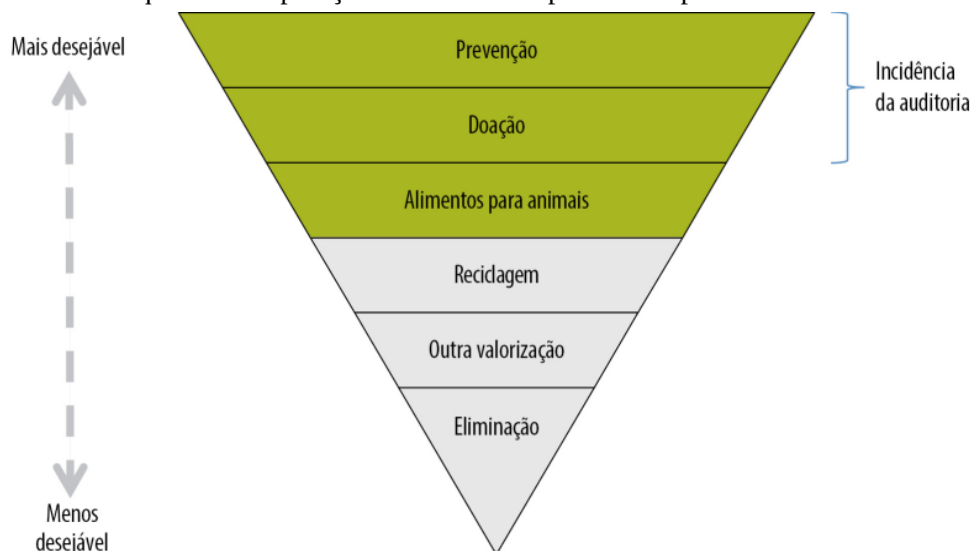 Mais desejável
Prevenção
Incidência
da auditoria
Doação
Alimentos para animais
Reciclagem
Outra valorização
Eliminação
Menos
desejável